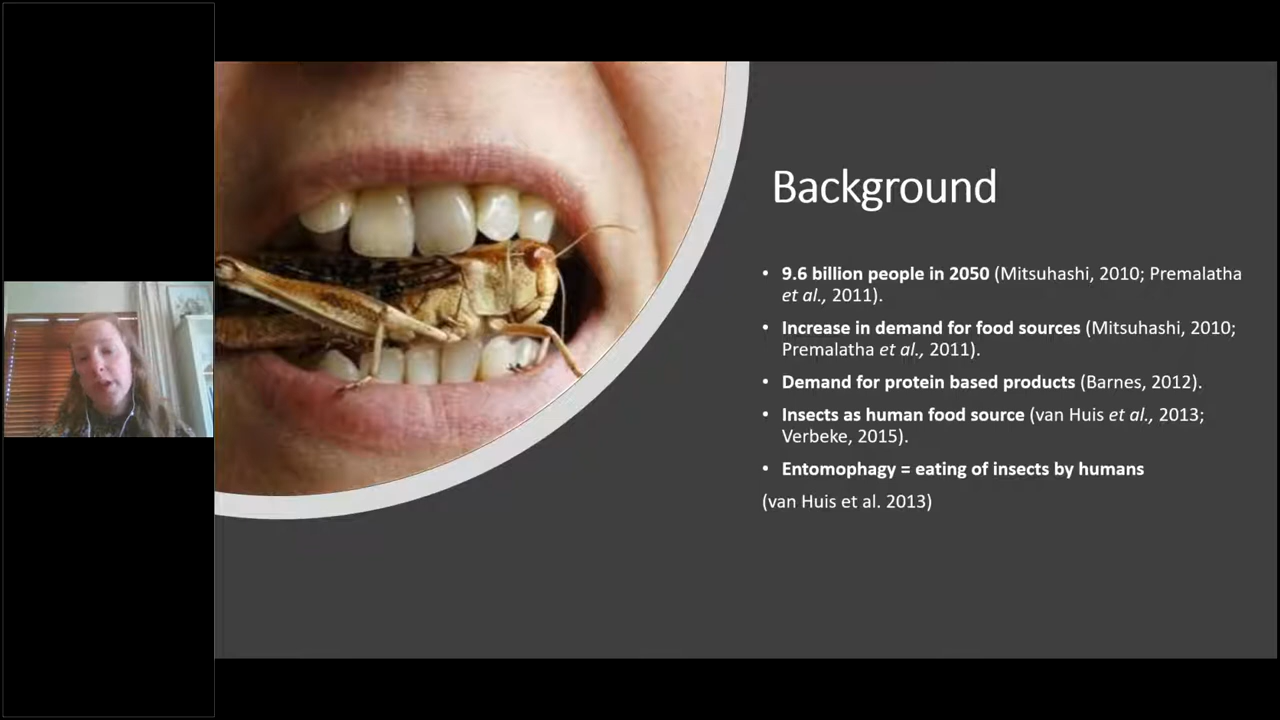 Background
• 9.6 billion people in 2050 (Mitsuhashi, 2010; Premalatha
et al., 2011).
• Increase in demand for food sources (Mitsuhashi, 2010;
Premalatha et al., 2011).
• Demand for protein based products (Barnes, 2012).
• Insects as human food source (van Huis et al., 2013;
Verbeke, 2015).
• Entomophagy = eating of insects by humans
(van Huis et al. 2013)